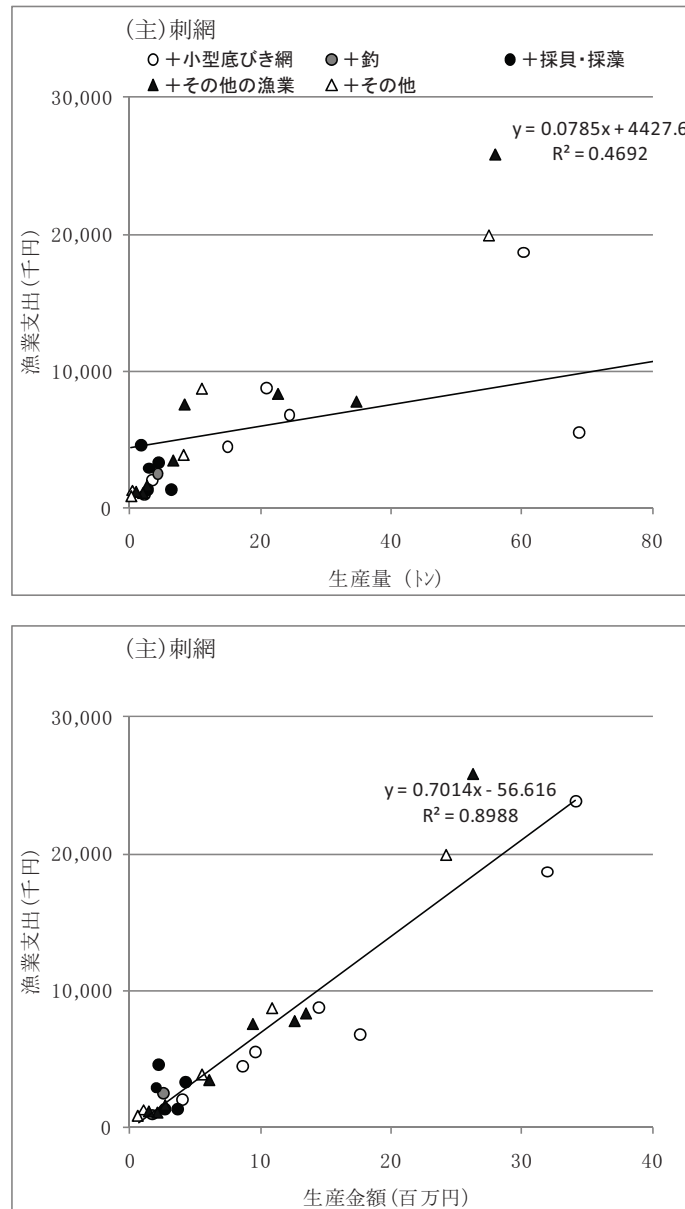 (主)刺網
○＋小型底びき網 ●＋釣 ●＋採貝・採藻
▲＋その他の漁業 △＋その他
30,000
y = 0.0785x + 4427.6
R² = 0.4692
20,000
漁業支出(千円)
10,000
0
0 20 40 60 80
生産量 (トン)
(主)刺網
30,000
y = 0.7014x - 56.616
R² = 0.8988
20,000
漁業支出(千円)
10,000
0
0 10 20 30 40
生産金額(百万円)